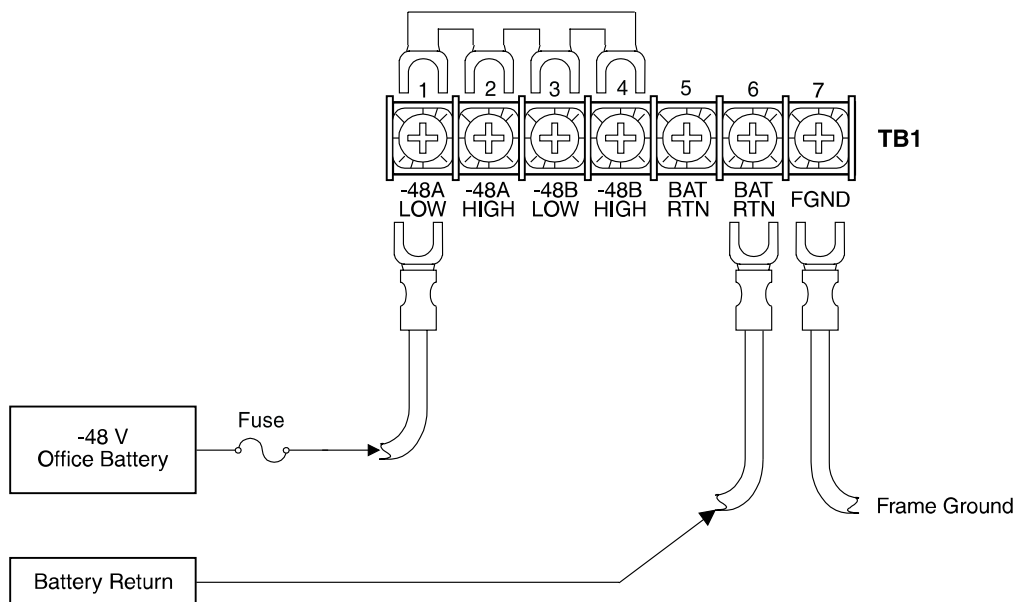 1 2 3 4 5 6 7
TB1
-48A -48A -48B -48B BAT BAT FGND
LOW HIGH LOW HIGH RTN RTN
Fuse
-48 V
Office Battery
Frame Ground
Battery Return